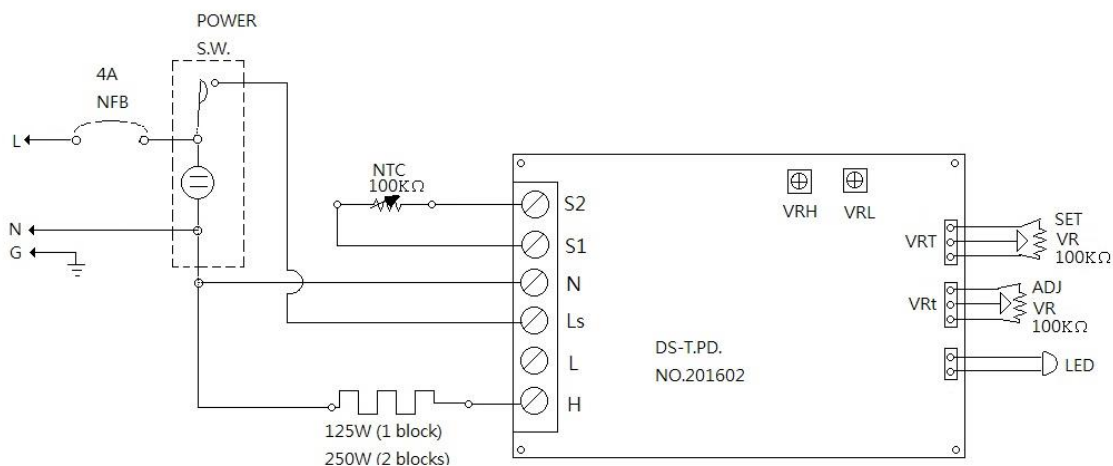 POWER
S.W.
4A
NFB
L
N
G
NTC
100KΩ
S2
S1
N
Ls
L
H
125W (1 block)
250W (2 blocks)
VRH
VRL
DS-T.PD.
NO.201602
VRT
SET
VR
100KΩ
VRt
ADJ
VR
100KΩ
LED